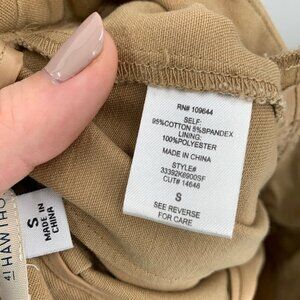 RN# 109644
SELF:
95%COTTON 5%SPANDEX
LINING:
100%POLYESTER
MADE IN CHINA
STYLE#
33392K6900SF
CUT# 14646
S
SEE REVERSE
FOR CARE
S
MADE IN
CHINA
41 HAWTHO